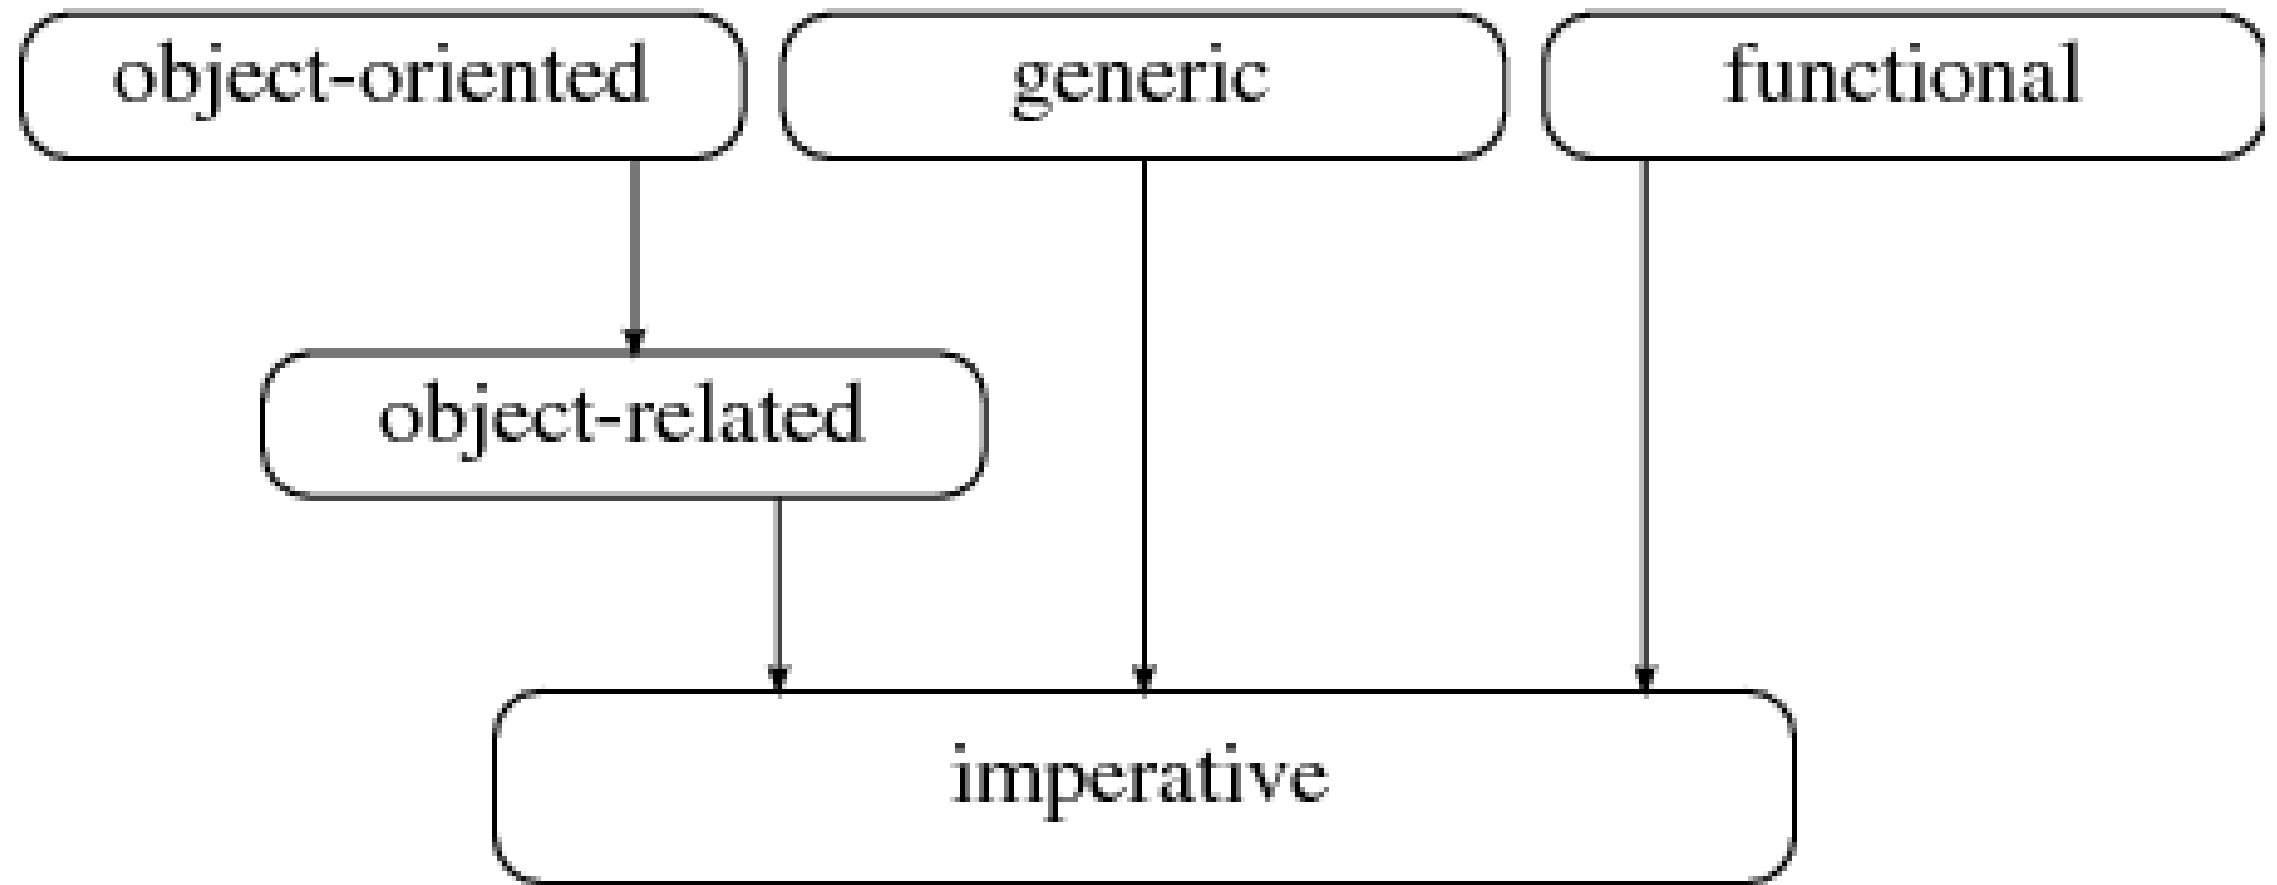 object-oriented
generic
functional
object-related
imperative